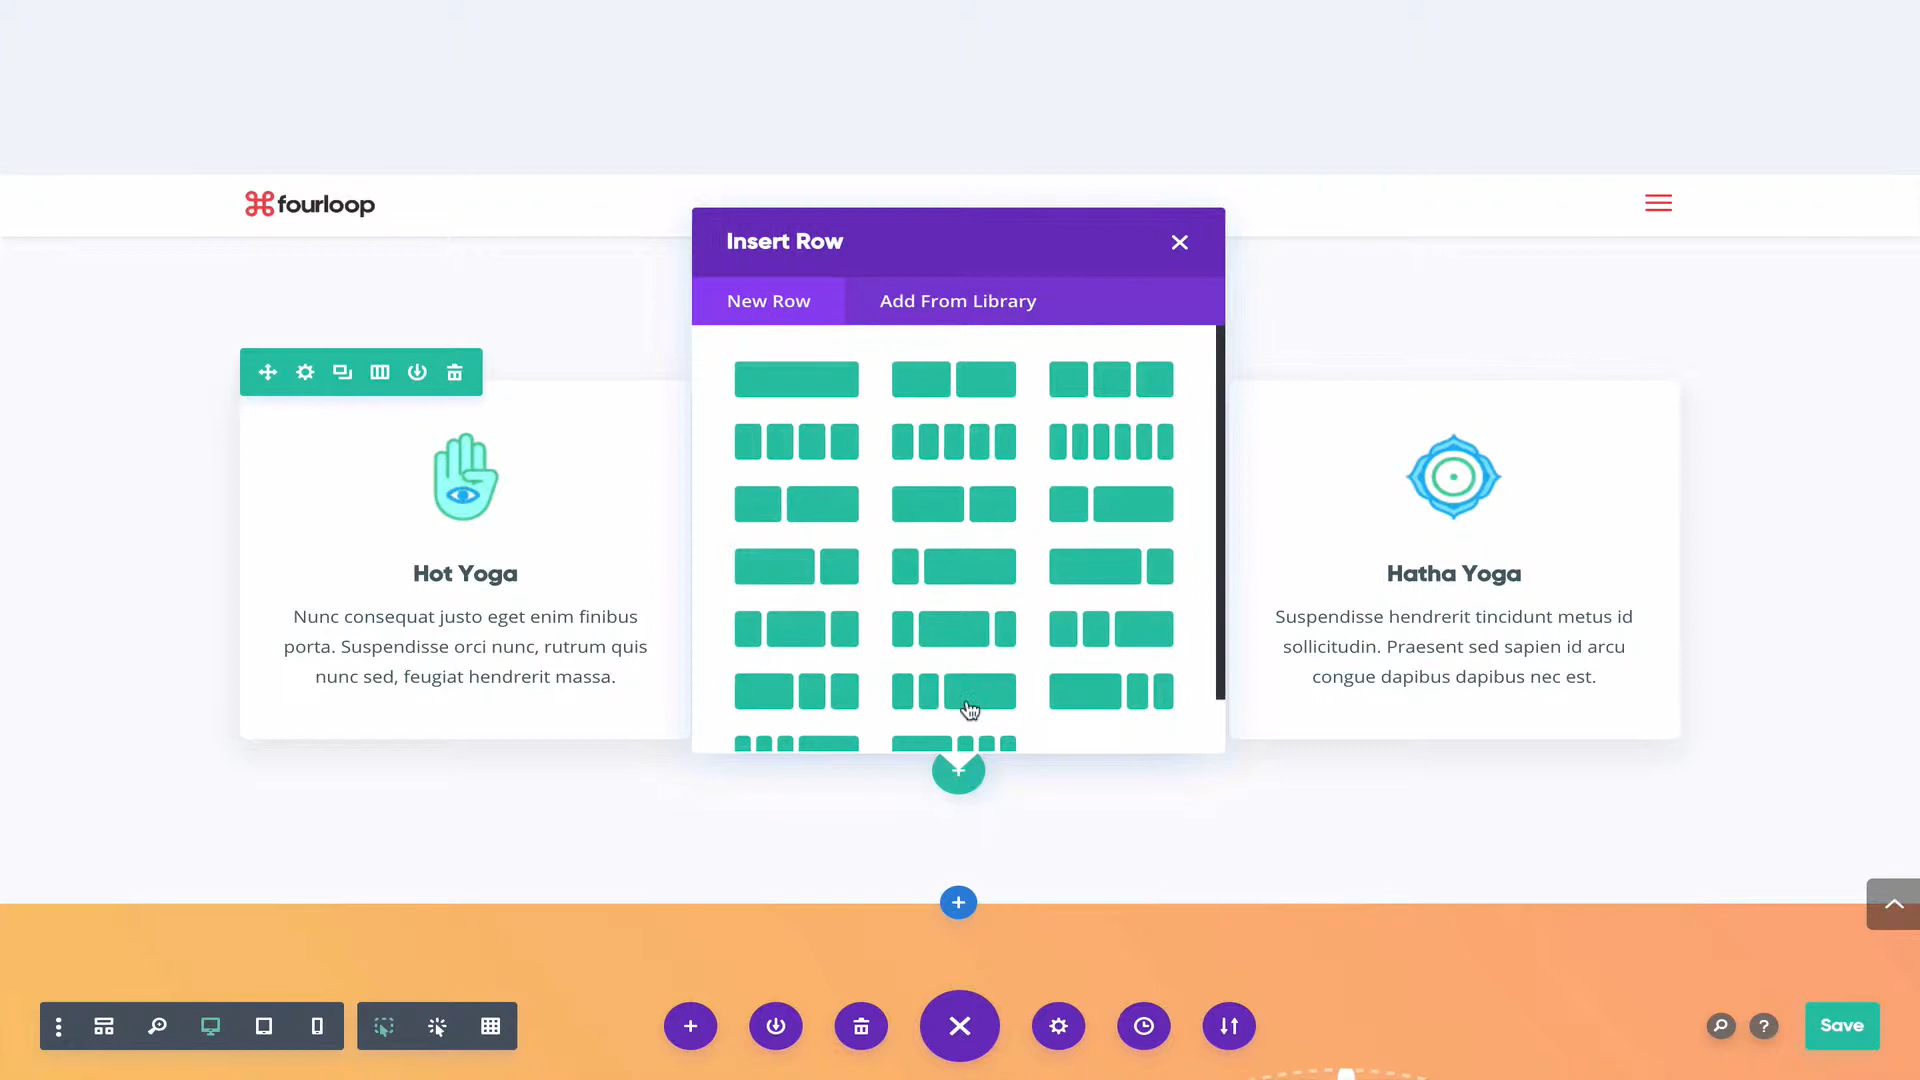 fourloop
Insert Row
New Row
Add From Library
Hot Yoga
Nunc consequat justo eget enim finibus
porta. Suspendisse orci nunc, rutrum quis
nunc sed, feugiat hendrerit massa.
Hatha Yoga
Suspendisse hendrerit tincidunt metus id
sollicitudin. Praesent sed sapien id arcu
congue dapibus dapibus nec est.
Save